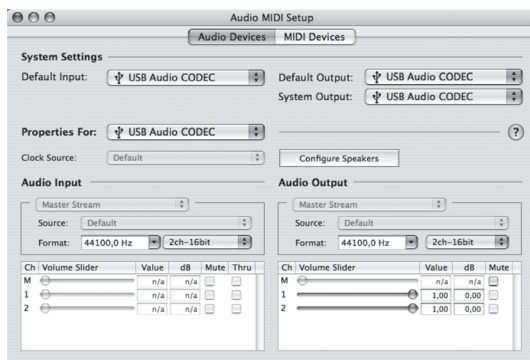 Audio MIDI Setup
Audio Devices MIDI Devices
System Settings
Default Input: USB Audio CODEC
Default Output: USB Audio CODEC
System Output: USB Audio CODEC
Properties For: USB Audio CODEC ?
Clock Source: Default
Configure Speakers
Audio Input
Master Stream
Source: Default
Format: 44100,0 Hz 2ch-16bit
Ch Volume Slider Value dB Mute Thru
M n/a n/a
1 n/a n/a
2 n/a n/a
Audio Output
Master Stream
Source: Default
Format: 44100,0 Hz 2ch-16bit
Ch Volume Slider Value dB Mute
M n/a n/a
1 1,00 0,00
2 1,00 0,00